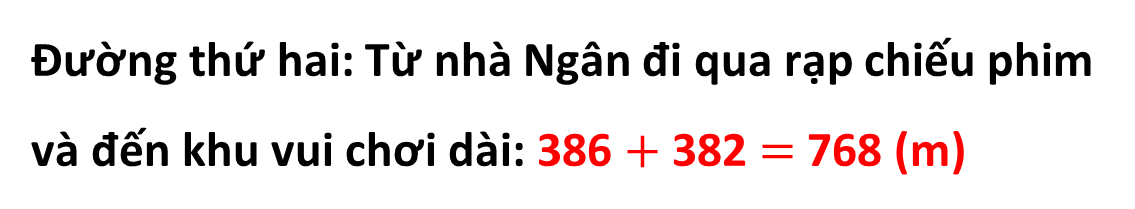 Đường thứ hai: Từ nhà Ngân đi qua rạp chiếu phim
và đến khu vui chơi dài: 386 + 382 = 768 (m)